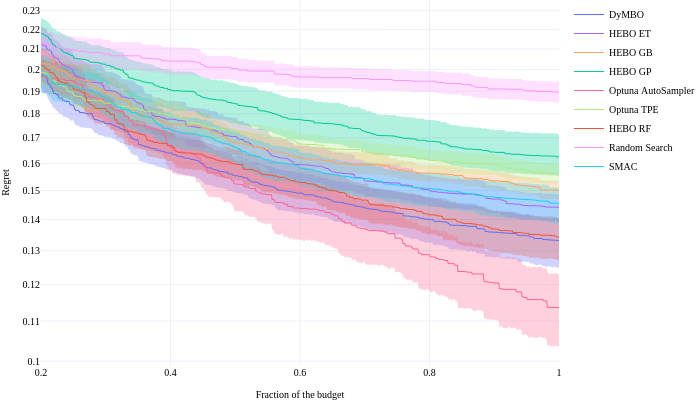 0.23
0.22
0.21
0.2
0.19
0.18
0.17
0.16
0.15
0.14
0.13
0.12
0.11
0.1
Regret
0.2
0.4
0.6
0.8
1
Fraction of the budget
DyMBO
HEBO ET
HEBO GB
HEBO GP
Optuna AutoSampler
Optuna TPE
HEBO RF
Random Search
SMAC